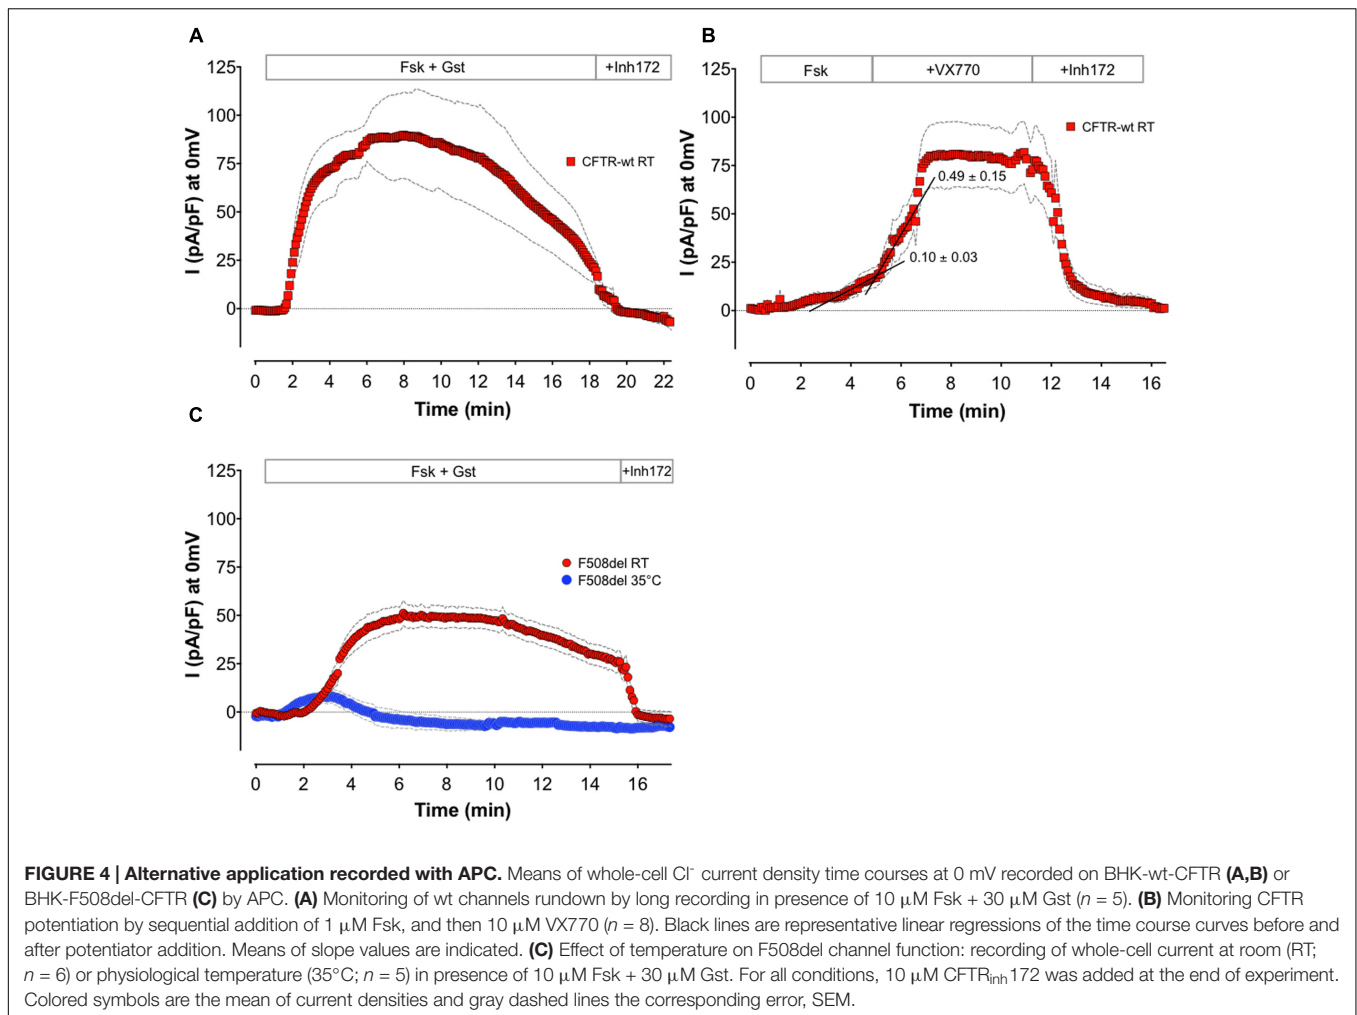 A
Fsk + Gst
+Inh172
125
100
75
50
25
0
I (pA/pF) at 0mV
CFTR-wt RT
0 2 4 6 8 10 12 14 16 18 20 22
Time (min)
B
Fsk
+VX770
+Inh172
125
100
75
50
25
0
I (pA/pF) at 0mV
CFTR-wt RT
0.49 ± 0.15
0.10 ± 0.03
0 2 4 6 8 10 12 14 16
Time (min)
C
Fsk + Gst
+Inh172
125
100
75
50
25
0
I (pA/pF) at 0mV
F508del RT
F508del 35°C
0 2 4 6 8 10 12 14 16
Time (min)
FIGURE 4 | Alternative application recorded with APC. Means of whole-cell Cl⁻ current density time courses at 0 mV recorded on BHK-wt-CFTR (A,B) or
BHK-F508del-CFTR (C) by APC. (A) Monitoring of wt channels rundown by long recording in presence of 10 μM Fsk + 30 μM Gst (n = 5). (B) Monitoring CFTR
potentiation by sequential addition of 1 μM Fsk, and then 10 μM VX770 (n = 8). Black lines are representative linear regressions of the time course curves before and
after potentiator addition. Means of slope values are indicated. (C) Effect of temperature on F508del channel function: recording of whole-cell current at room (RT;
n = 6) or physiological temperature (35°C; n = 5) in presence of 10 μM Fsk + 30 μM Gst. For all conditions, 10 μM CFTRinh172 was added at the end of experiment.
Colored symbols are the mean of current densities and gray dashed lines the corresponding error, SEM.